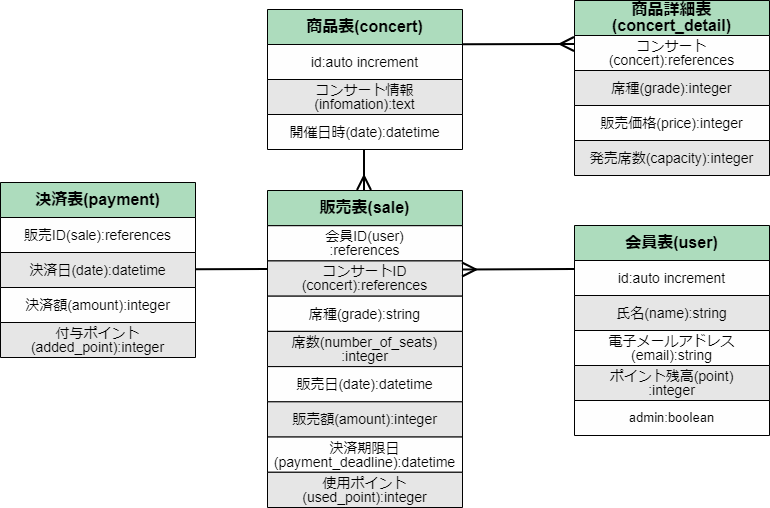 商品表(concert)
id:auto increment
コンサート情報
(infomation):text
開催日時(date):datetime
商品詳細表
(concert_detail)
コンサート
(concert):references
席種(grade):integer
販売価格(price):integer
発売席数(capacity):integer
決済表(payment)
販売ID(sale):references
決済日(date):datetime
決済額(amount):integer
付与ポイント
(added_point):integer
販売表(sale)
会員ID(user)
:references
コンサートID
(concert):references
席種(grade):string
席数(number_of_seats)
:integer
販売日(date):datetime
販売額(amount):integer
決済期限日
(payment_deadline):datetime
使用ポイント
(used_point):integer
会員表(user)
id:auto increment
氏名(name):string
電子メールアドレス
(email):string
ポイント残高(point)
:integer
admin:boolean